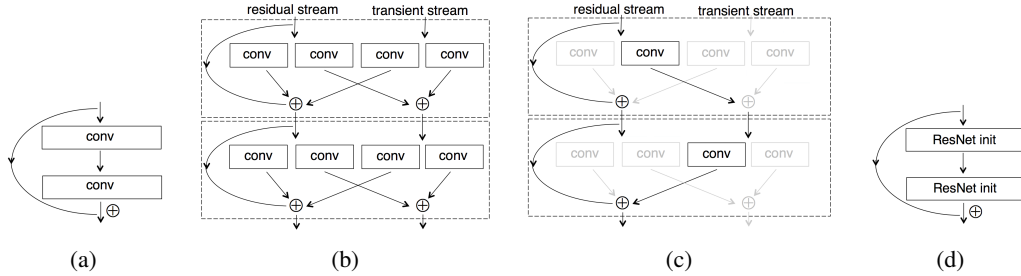 residual stream transient stream
conv conv conv conv
⊕ ⊕
conv conv conv conv
⊕ ⊕
residual stream transient stream
conv conv conv conv
⊕ ⊕
conv conv conv conv
⊕ ⊕
conv
conv
⊕
ResNet init
ResNet init
⊕
(a) (b) (c) (d)